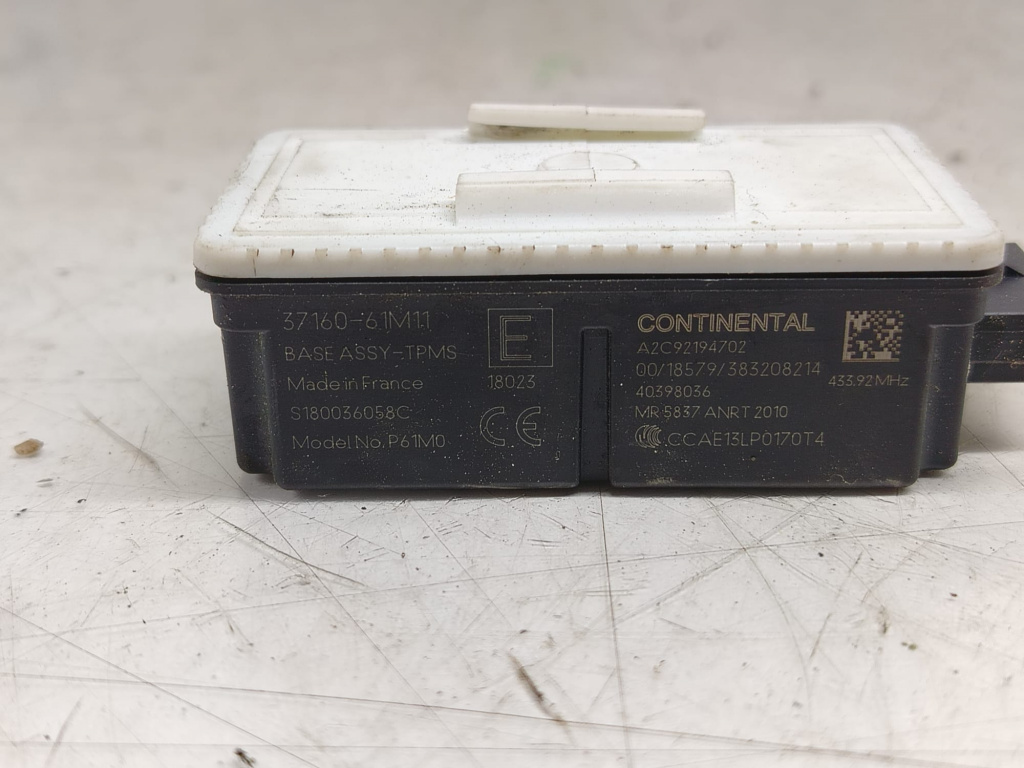 37160-61M11
BASE ASSY-TPMS
Made in France
S180036058C
Model No. P61M0
E
18023
CE
CONTINENTAL
A2C92194702
00/18579/383208214
40398036
MR 5837 ANRT 2010
CCC CCAE13LP0170T4
433.92 MHz